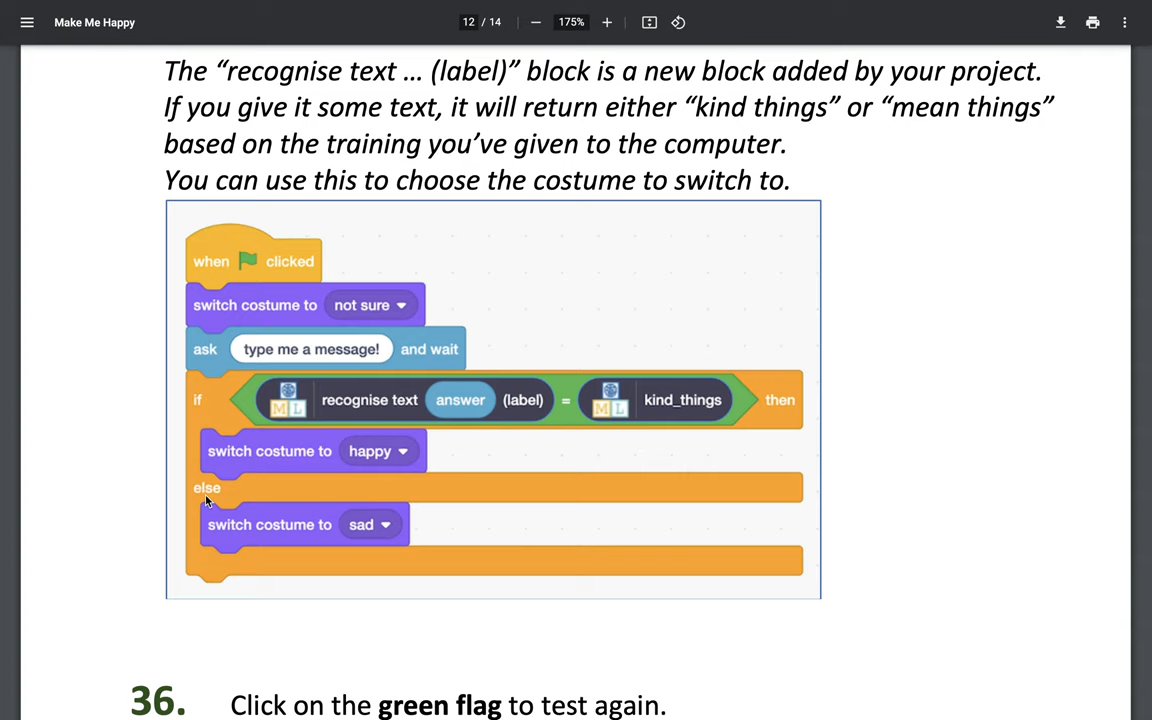 Make Me Happy 12 / 14 175%
The “recognise text ... (label)” block is a new block added by your project.
If you give it some text, it will return either “kind things” or “mean things”
based on the training you’ve given to the computer.
You can use this to choose the costume to switch to.
when clicked
switch costume to not sure
ask type me a message! and wait
if ML recognise text answer (label) = ML kind_things then
switch costume to happy
else
switch costume to sad
36. Click on the green flag to test again.